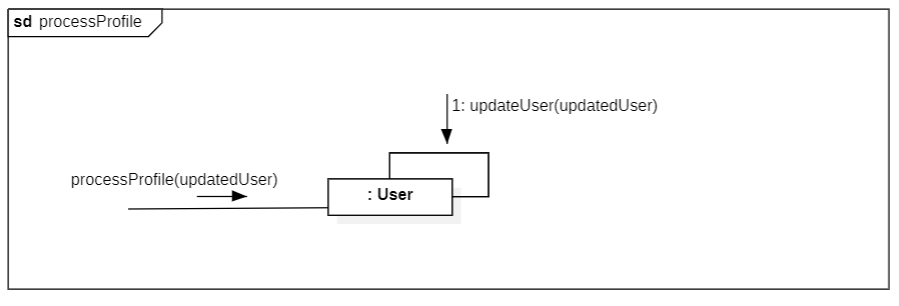 sd processProfile
1: updateUser(updatedUser)
processProfile(updatedUser)
: User